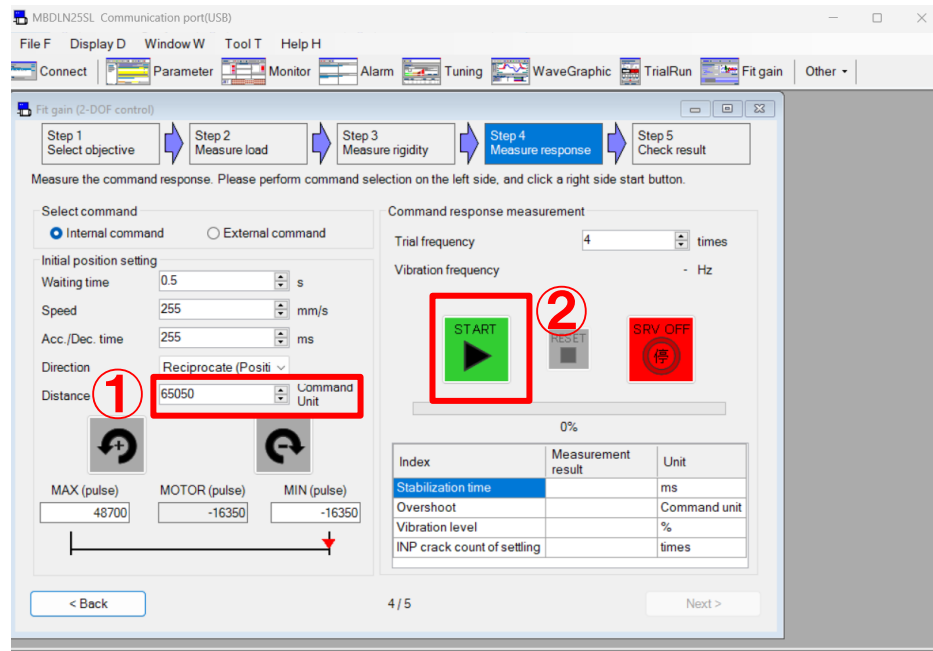 MBDLN25SL Communication port(USB)
File F Display D Window W Tool T Help H
Connect Parameter Monitor Alarm Tuning WaveGraphic TrialRun Fit gain Other
Fit gain (2-DOF control)
Step 1
Select objective
Step 2
Measure load
Step 3
Measure rigidity
Step 4
Measure response
Step 5
Check result
Measure the command response. Please perform command selection on the left side, and click a right side start button.
Select command
Internal command External command
Initial position setting
Waiting time 0.5 s
Speed 255 mm/s
Acc./Dec. time 255 ms
Direction Reciprocate (Positi
Distance 65050 Command
Unit
①
MAX (pulse) MOTOR (pulse) MIN (pulse)
48700 -16350 -16350
Command response measurement
Trial frequency 4 times
Vibration frequency - Hz
②
START RESET SRV OFF
停
0%
Index Measurement
result Unit
Stabilization time ms
Overshoot Command unit
Vibration level %
INP crack count of settling times
< Back 4 / 5 Next >